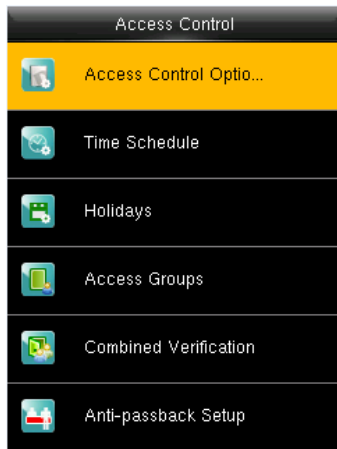 Access Control
Access Control Optio...
Time Schedule
Holidays
Access Groups
Combined Verification
Anti-passback Setup